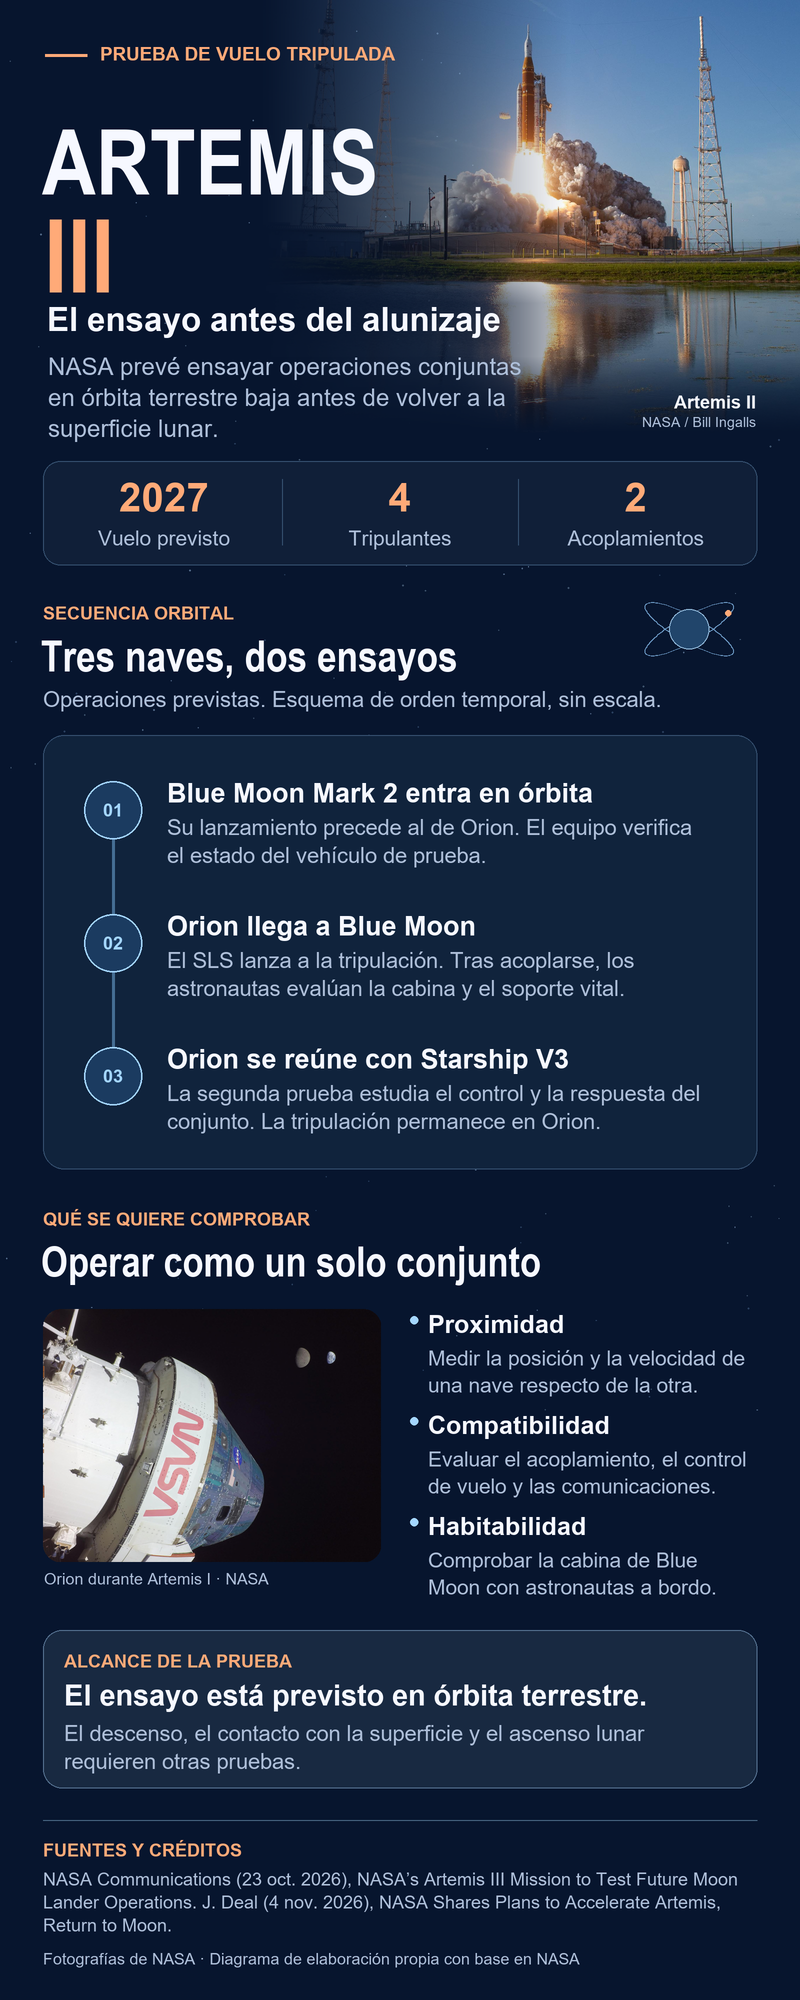 PRUEBA DE VUELO TRIPULADA
ARTEMIS
III
El ensayo antes del alunizaje
NASA prevé ensayar operaciones conjuntas
en órbita terrestre baja antes de volver a la
superficie lunar.
Artemis II
NASA / Bill Ingalls
2027
Vuelo previsto
4
Tripulantes
2
Acoplamientos
SECUENCIA ORBITAL
Tres naves, dos ensayos
Operaciones previstas. Esquema de orden temporal, sin escala.
01
Blue Moon Mark 2 entra en órbita
Su lanzamiento precede al de Orion. El equipo verifica
el estado del vehículo de prueba.
02
Orion llega a Blue Moon
El SLS lanza a la tripulación. Tras acoplarse, los
astronautas evalúan la cabina y el soporte vital.
03
Orion se reúne con Starship V3
La segunda prueba estudia el control y la respuesta del
conjunto. La tripulación permanece en Orion.
QUÉ SE QUIERE COMPROBAR
Operar como un solo conjunto
NASA
Orion durante Artemis I · NASA
• Proximidad
Medir la posición y la velocidad de
una nave respecto de la otra.
• Compatibilidad
Evaluar el acoplamiento, el control
de vuelo y las comunicaciones.
• Habitabilidad
Comprobar la cabina de Blue
Moon con astronautas a bordo.
ALCANCE DE LA PRUEBA
El ensayo está previsto en órbita terrestre.
El descenso, el contacto con la superficie y el ascenso lunar
requieren otras pruebas.
FUENTES Y CRÉDITOS
NASA Communications (23 oct. 2026), NASA’s Artemis III Mission to Test Future Moon
Lander Operations. J. Deal (4 nov. 2026), NASA Shares Plans to Accelerate Artemis,
Return to Moon.
Fotografías de NASA · Diagrama de elaboración propia con base en NASA